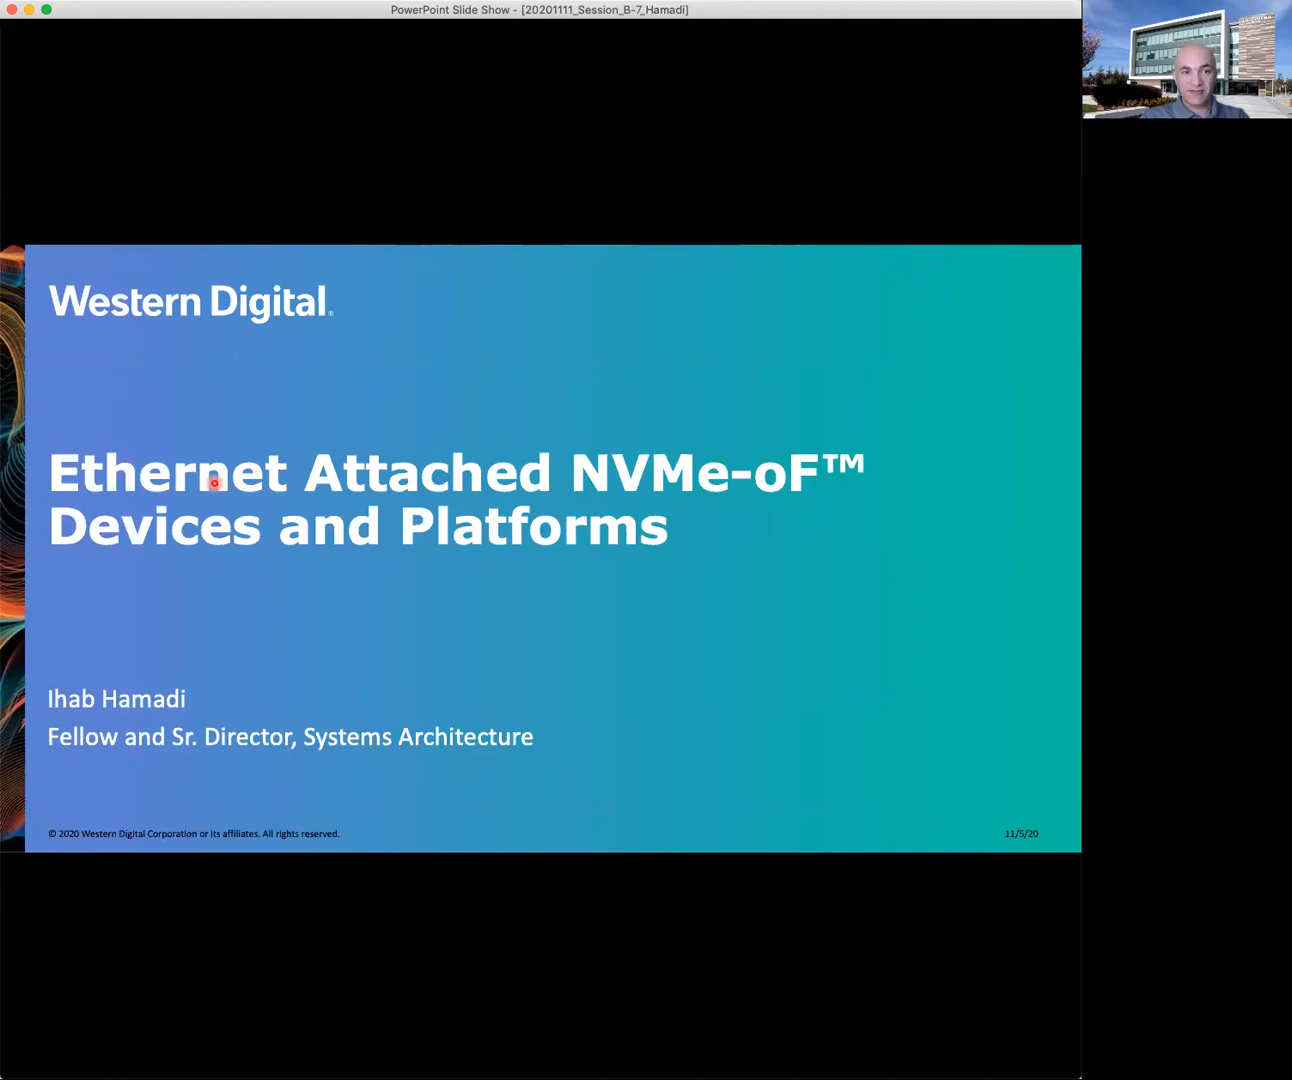 PowerPoint Slide Show - [20201111_Session_B-7_Hamadi]
Western Digital®
Ethernet Attached NVMe-oF™
Devices and Platforms
Ihab Hamadi
Fellow and Sr. Director, Systems Architecture
© 2020 Western Digital Corporation or its affiliates. All rights reserved.
11/5/20